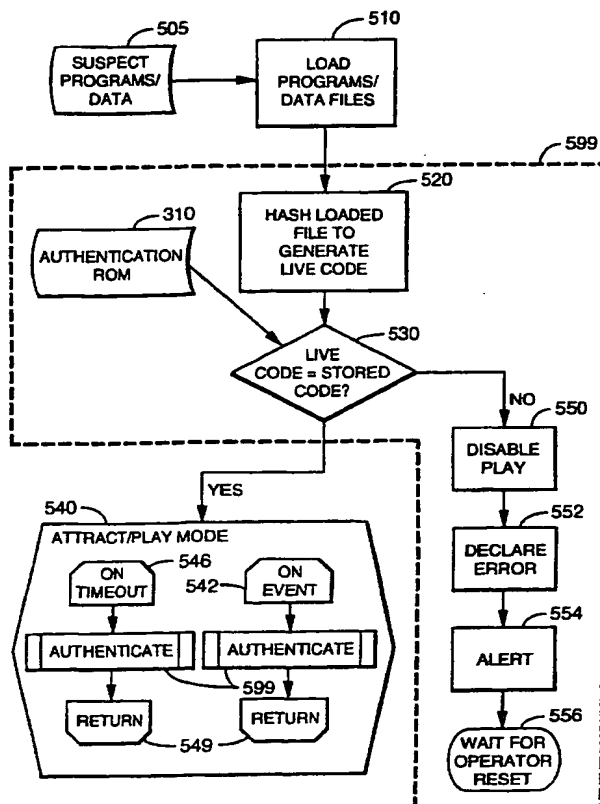 505
SUSPECT
PROGRAMS/
DATA
510
LOAD
PROGRAMS/
DATA FILES
599
520
HASH LOADED
FILE TO
GENERATE
LIVE CODE
310
AUTHENTICATION
ROM
530
LIVE
CODE = STORED
CODE?
NO
550
DISABLE
PLAY
552
DECLARE
ERROR
554
ALERT
556
WAIT FOR
OPERATOR
RESET
YES
540
ATTRACT/PLAY MODE
546
ON
TIMEOUT
542
ON
EVENT
AUTHENTICATE
AUTHENTICATE
599
RETURN
RETURN
549